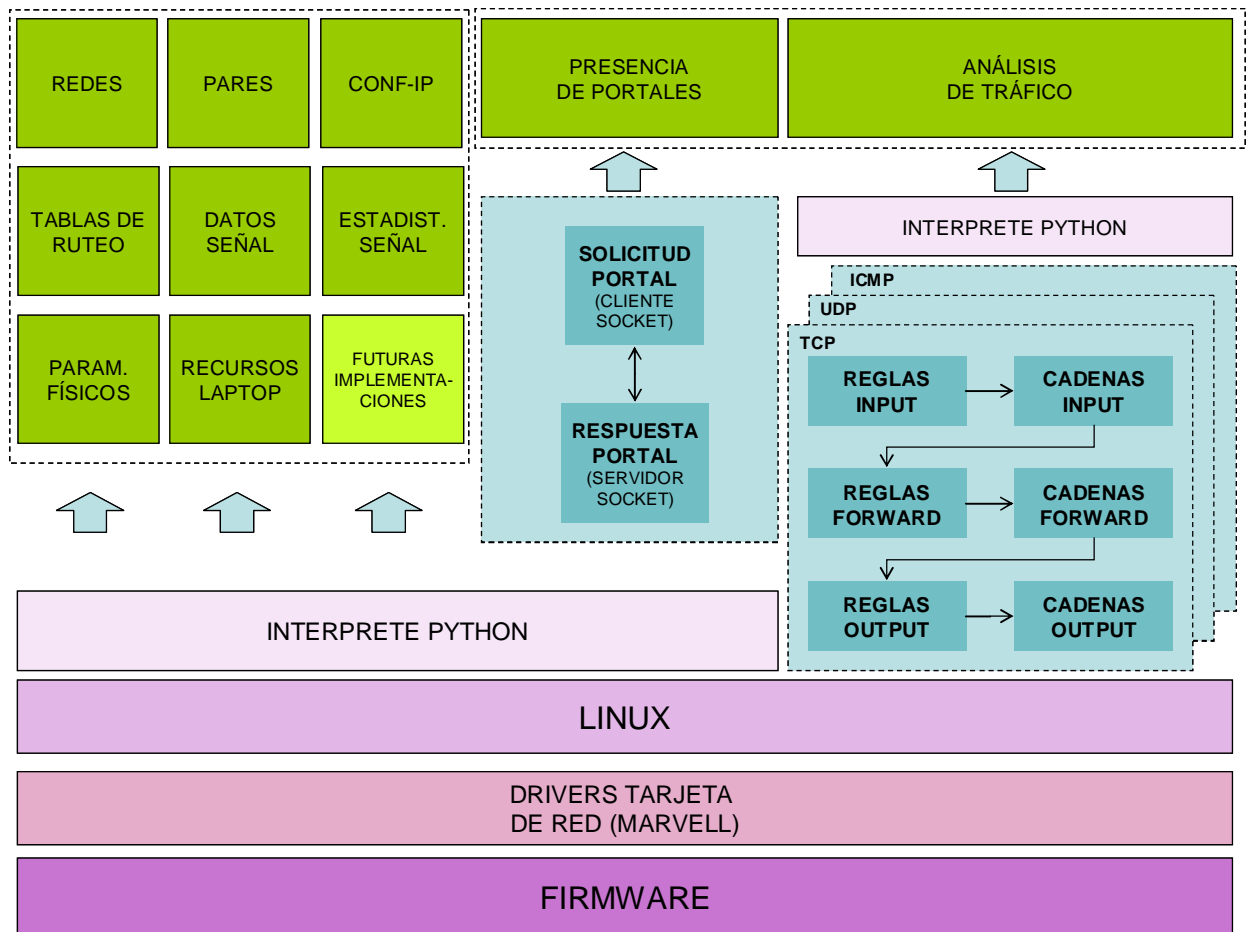 REDES
PARES
CONF-IP
TABLAS DE
RUTEO
DATOS
SEÑAL
ESTADIST.
SEÑAL
PARAM.
FÍSICOS
RECURSOS
LAPTOP
FUTURAS
IMPLEMENTA-
CIONES
PRESENCIA
DE PORTALES
ANÁLISIS
DE TRÁFICO
SOLICITUD
PORTAL
(CLIENTE
SOCKET)
RESPUESTA
PORTAL
(SERVIDOR
SOCKET)
INTERPRETE PYTHON
ICMP
UDP
TCP
REGLAS
INPUT
CADENAS
INPUT
REGLAS
FORWARD
CADENAS
FORWARD
REGLAS
OUTPUT
CADENAS
OUTPUT
INTERPRETE PYTHON
LINUX
DRIVERS TARJETA
DE RED (MARVELL)
FIRMWARE